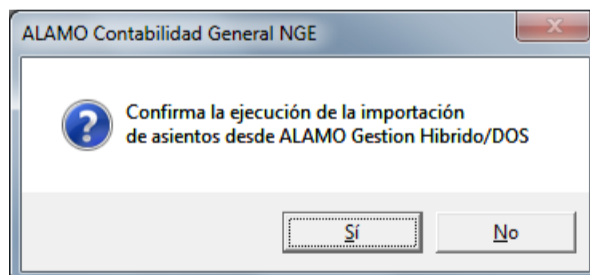 ALAMO Contabilidad General NGE
Confirma la ejecución de la importación
de asientos desde ALAMO Gestion Hibrido/DOS
Sí
No